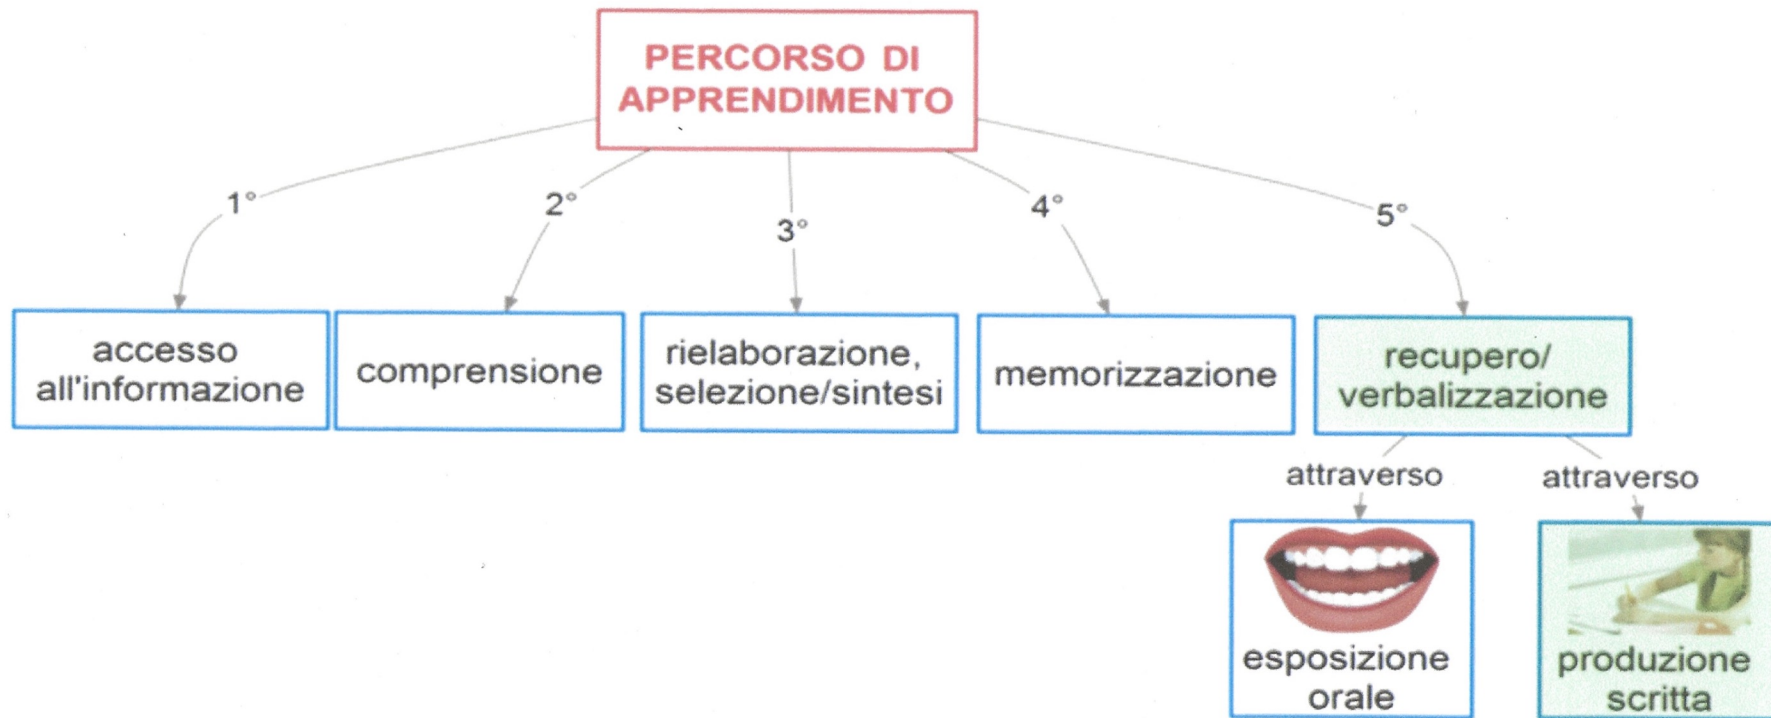 PERCORSO DI
APPRENDIMENTO
1°
2°
3°
4°
5°
accesso
all'informazione
comprensione
rielaborazione,
selezione/sintesi
memorizzazione
recupero/
verbalizzazione
attraverso
attraverso
esposizione
orale
produzione
scritta